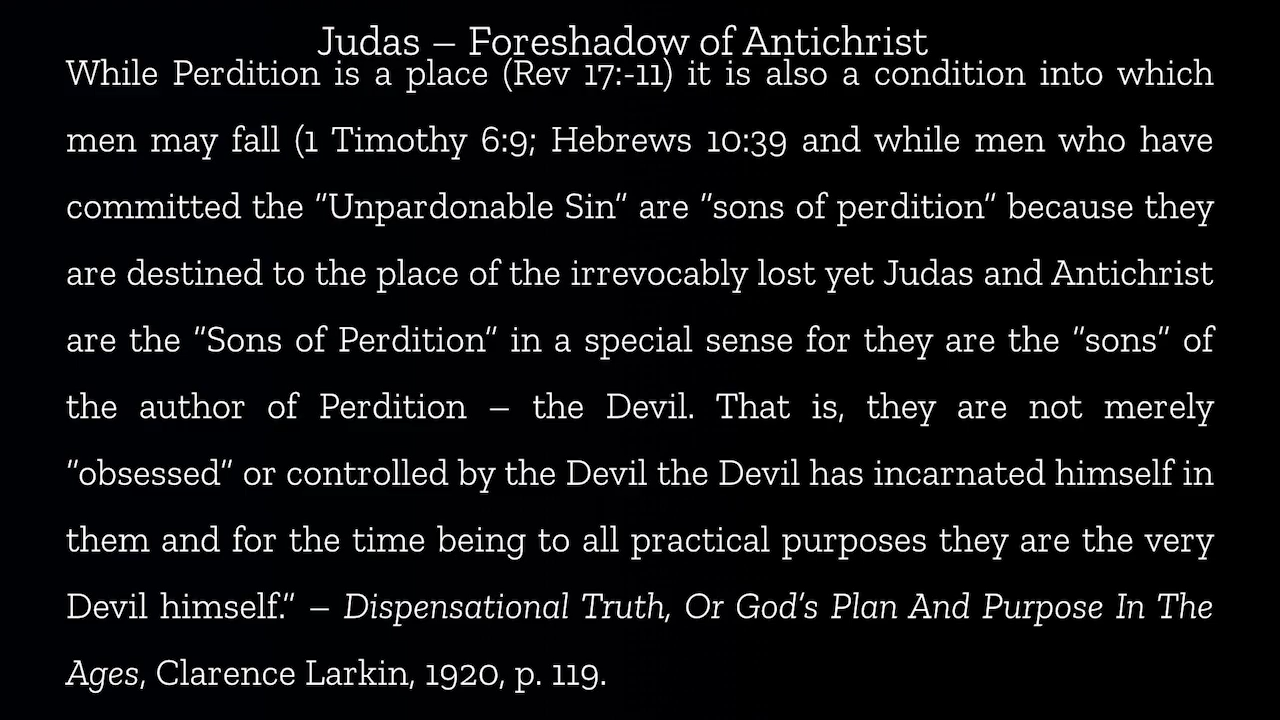 Judas – Foreshadow of Antichrist
While Perdition is a place (Rev 17:-11) it is also a condition into which
men may fall (1 Timothy 6:9; Hebrews 10:39 and while men who have
committed the "Unpardonable Sin" are "sons of perdition" because they
are destined to the place of the irrevocably lost yet Judas and Antichrist
are the "Sons of Perdition" in a special sense for they are the "sons" of
the author of Perdition – the Devil. That is, they are not merely
"obsessed" or controlled by the Devil the Devil has incarnated himself in
them and for the time being to all practical purposes they are the very
Devil himself." – Dispensational Truth, Or God's Plan And Purpose In The
Ages, Clarence Larkin, 1920, p. 119.